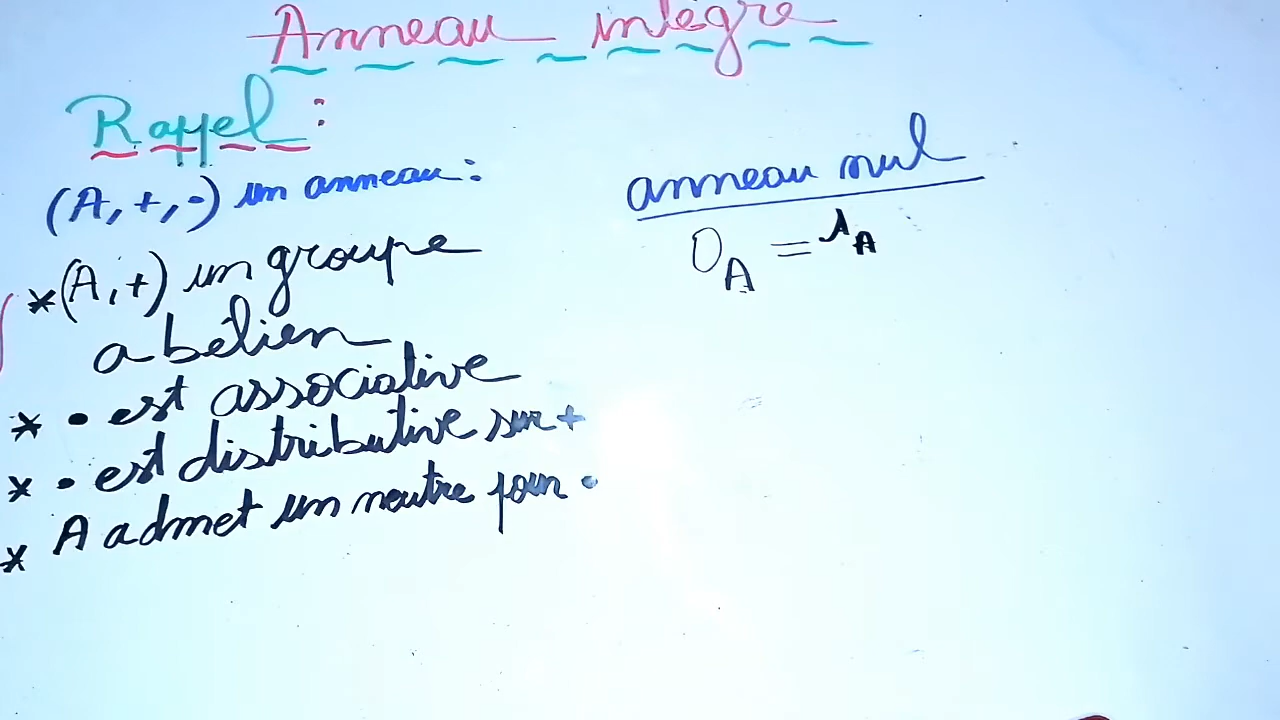 Anneau intègre
Rappel :
(A, +, •) un anneau :
* (A, +) un groupe
abélien
* • est associative
* • est distributive sur +
* A admet un neutre pour •
anneau nul
0_A = 1_A